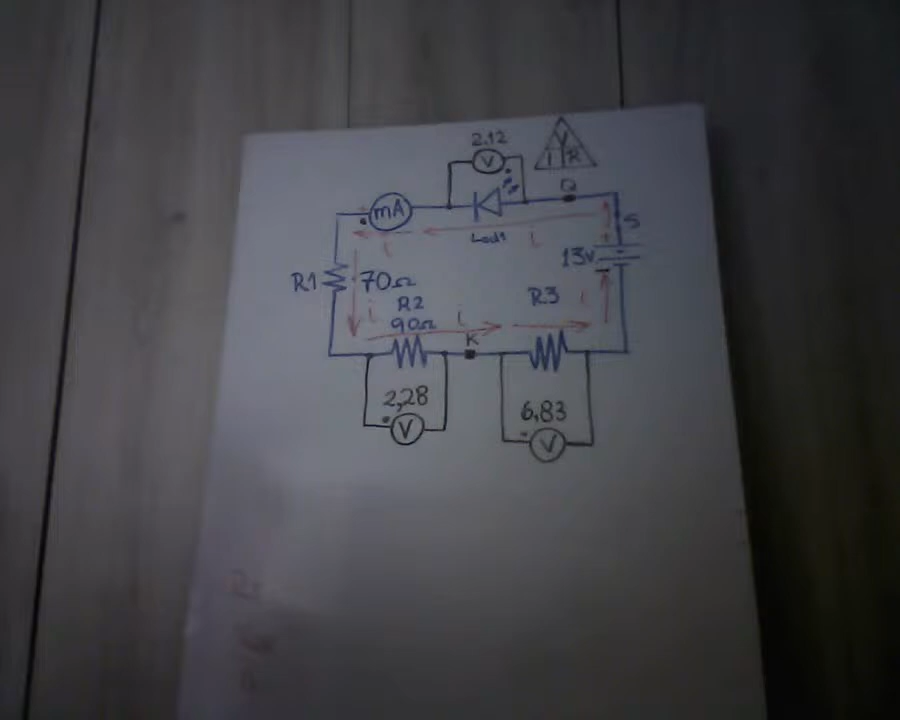 2.12
V
V
I R
mA
Led1
Q
S
i
i
13v
R1
70Ω
R2
90Ω
i
i
R3
i
K
2,28
V
6,83
V